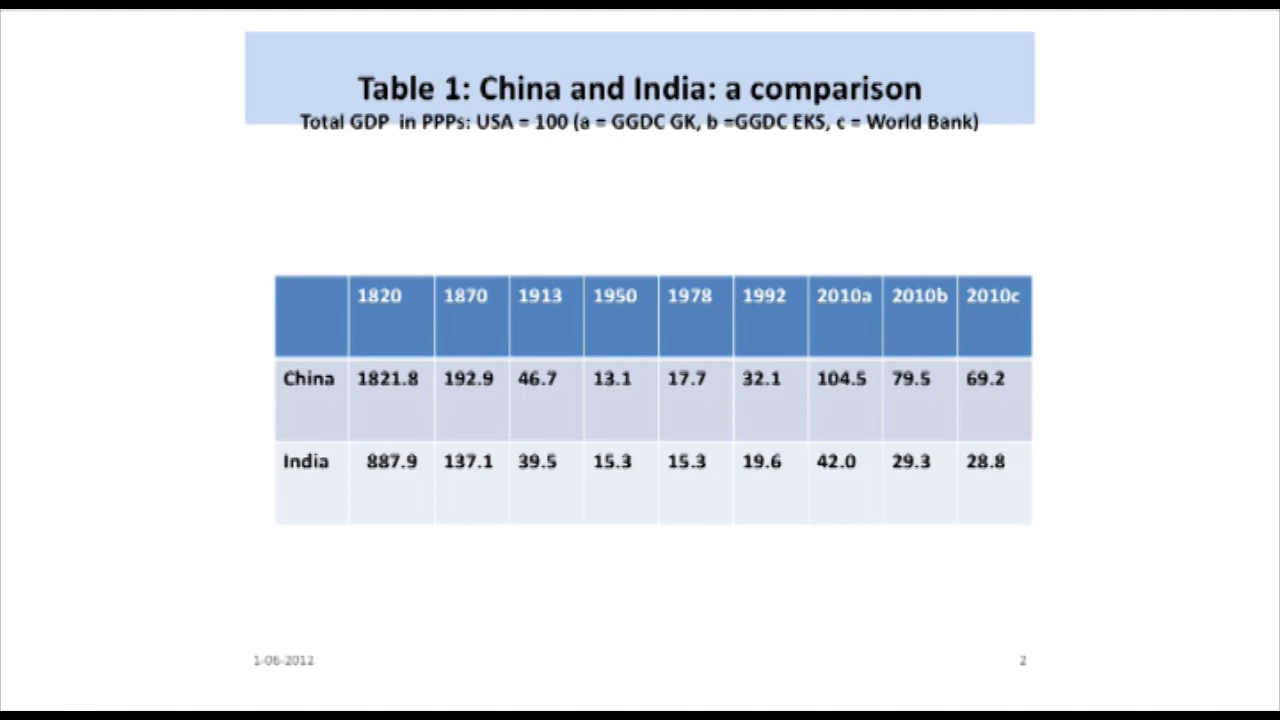 Table 1: China and India: a comparison
Total GDP in PPPs: USA = 100 (a = GGDC GK, b =GGDC EKS, c = World Bank)
1820 1870 1913 1950 1978 1992 2010a 2010b 2010c
China 1821.8 192.9 46.7 13.1 17.7 32.1 104.5 79.5 69.2
India 887.9 137.1 39.5 15.3 15.3 19.6 42.0 29.3 28.8
1-06-2012 2